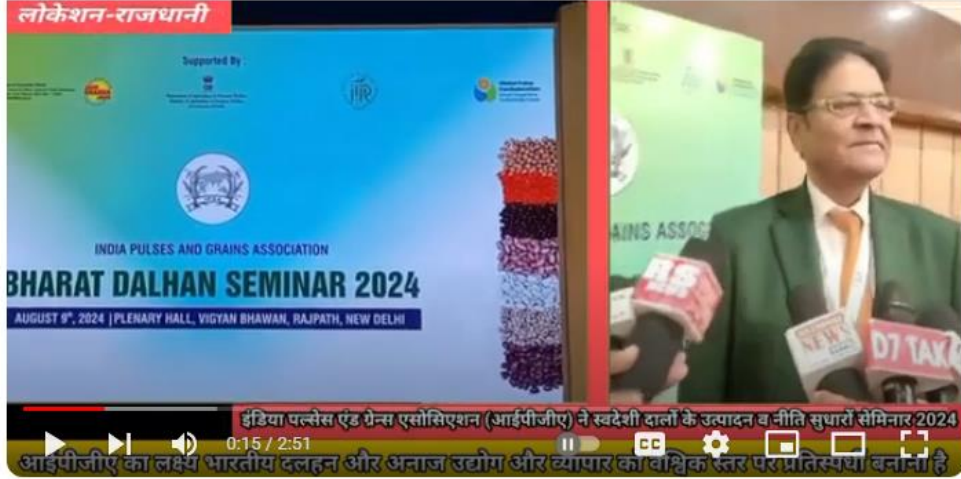 लोकेशन-राजधानी
Supported By :
INDIA PULSES AND GRAINS ASSOCIATION
BHARAT DALHAN SEMINAR 2024
AUGUST 9th, 2024 | PLENARY HALL, VIGYAN BHAWAN, RAJPATH, NEW DELHI
AINS ASSOC
NEWS
D7 TAK
इंडिया पल्सेस एंड ग्रेन्स एसोसिएशन (आईपीजीए) ने स्वदेशी दालों के उत्पादन व नीति सुधारों सेमिनार 2024
0:15 / 2:51
CC
आईपीजीए का लक्ष्य भारतीय दलहन और अनाज उद्योग और व्यापार को वैश्विक स्तर पर प्रतिस्पर्धी बनाना है